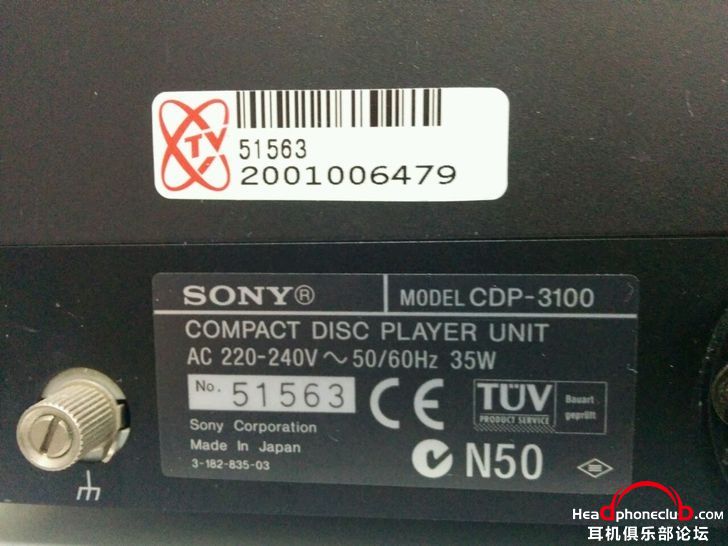 TV
51563
2001006479
SONY® MODEL CDP-3100
COMPACT DISC PLAYER UNIT
AC 220-240V ~ 50/60Hz 35W
No. 51563
CE
TÜV
PRODUCT SERVICE
Bauart
geprüft
Sony Corporation
Made In Japan
3-182-835-03
N50
Headphoneclub.com
耳机俱乐部论坛